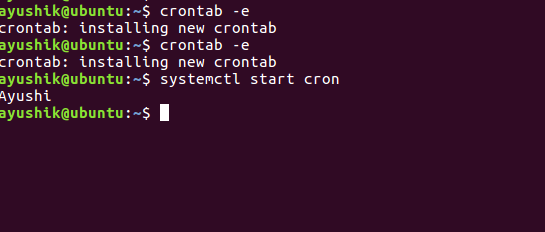 ayushik@ubuntu:~$ crontab -e
crontab: installing new crontab
ayushik@ubuntu:~$ crontab -e
crontab: installing new crontab
ayushik@ubuntu:~$ systemctl start cron
Ayushi
ayushik@ubuntu:~$